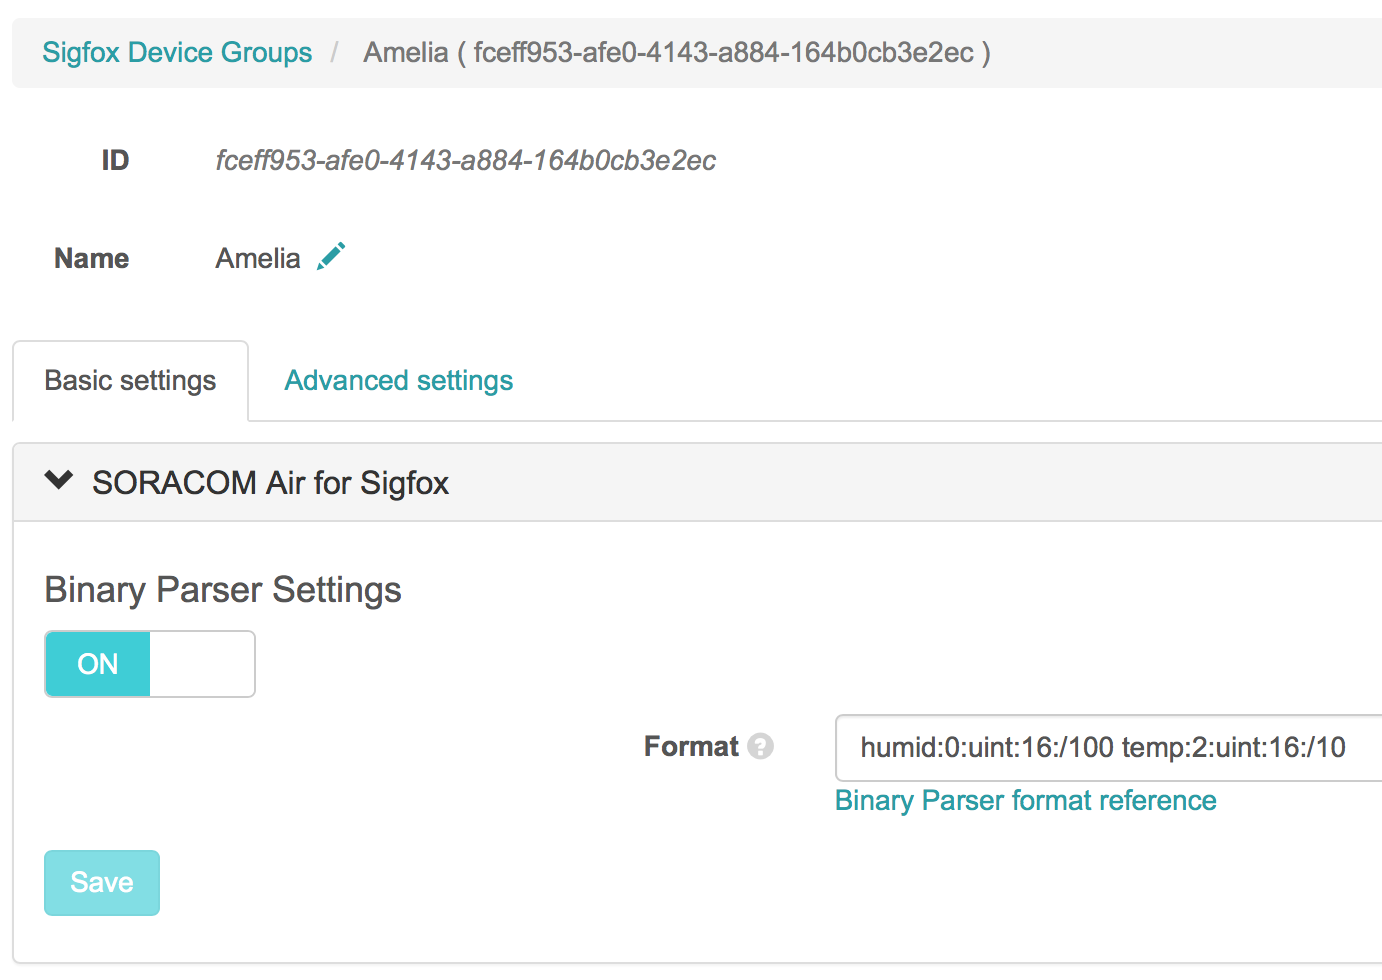 Sigfox Device Groups / Amelia ( fceff953-afe0-4143-a884-164b0cb3e2ec )
ID fceff953-afe0-4143-a884-164b0cb3e2ec
Name Amelia
Basic settings Advanced settings
SORACOM Air for Sigfox
Binary Parser Settings
ON
Format ? humid:0:uint:16:/100 temp:2:uint:16:/10
Binary Parser format reference
Save